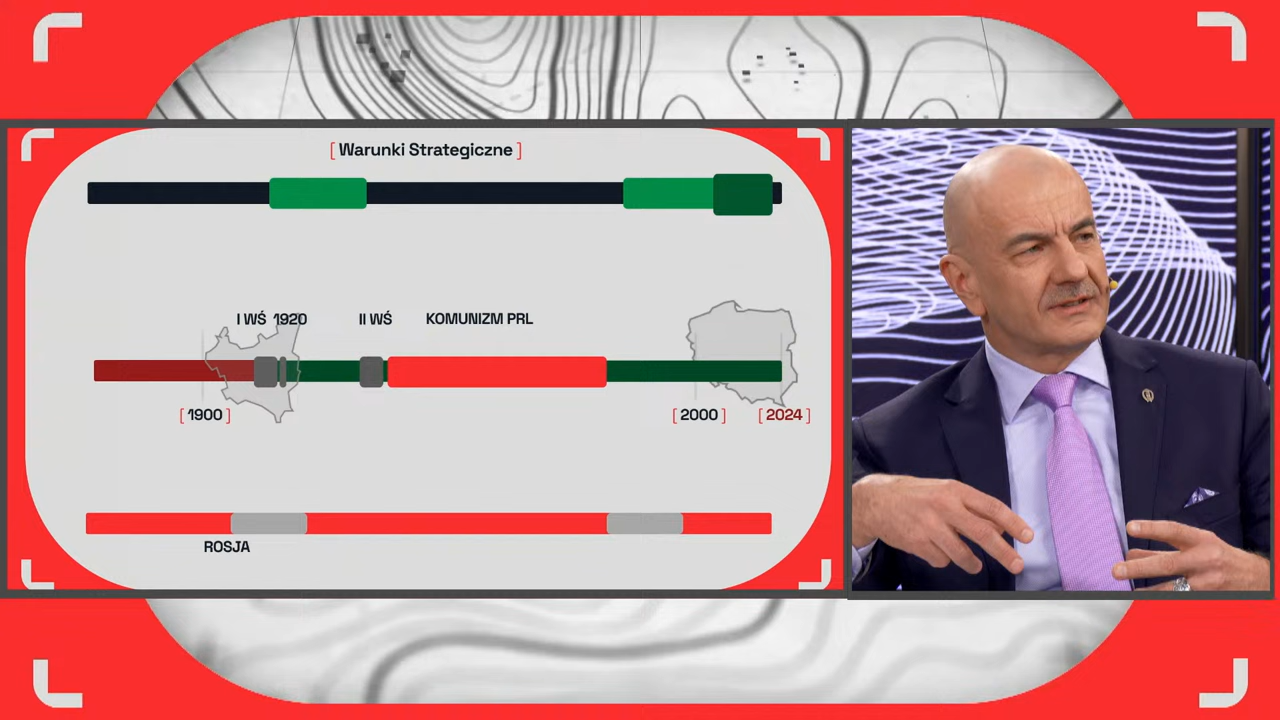 [ Warunki Strategiczne ]
I WŚ 1920 II WŚ KOMUNIZM PRL
[ 1900 ] [ 2000 ] [ 2024 ]
ROSJA